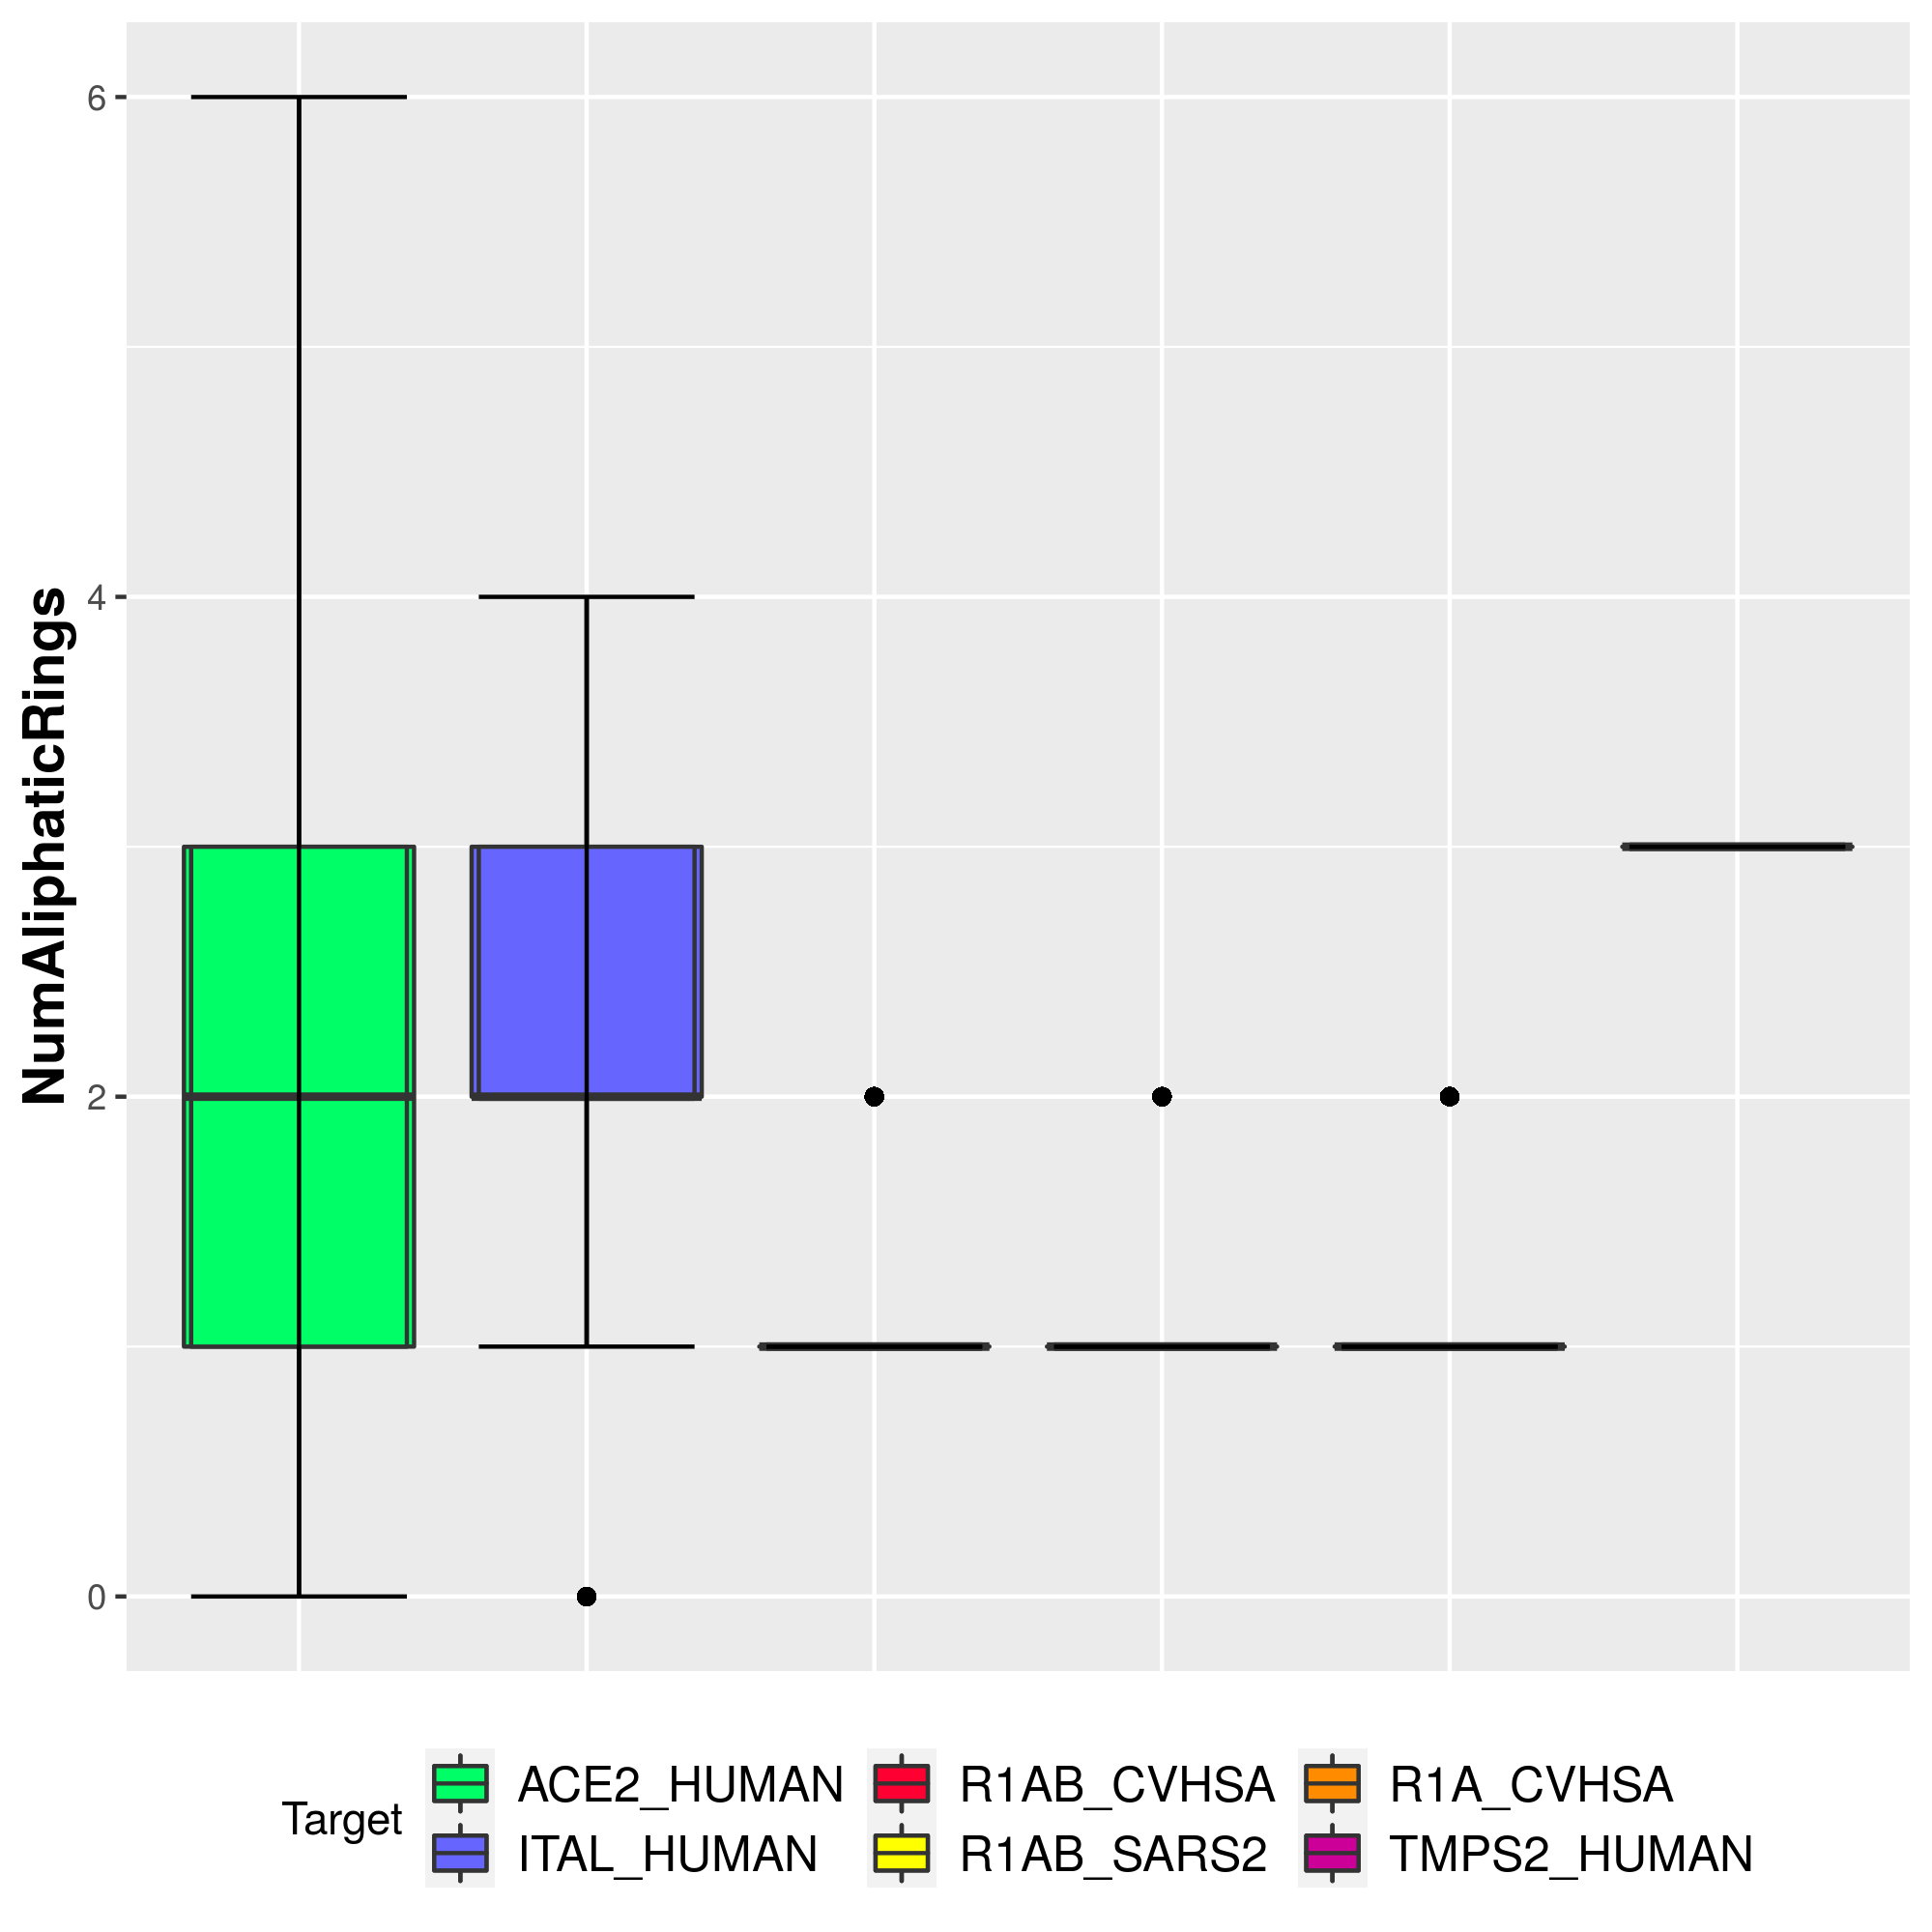 NumAliphaticRings
6
4
2
0
Target
ACE2_HUMAN R1AB_CVHSA R1A_CVHSA
ITAL_HUMAN R1AB_SARS2 TMPS2_HUMAN